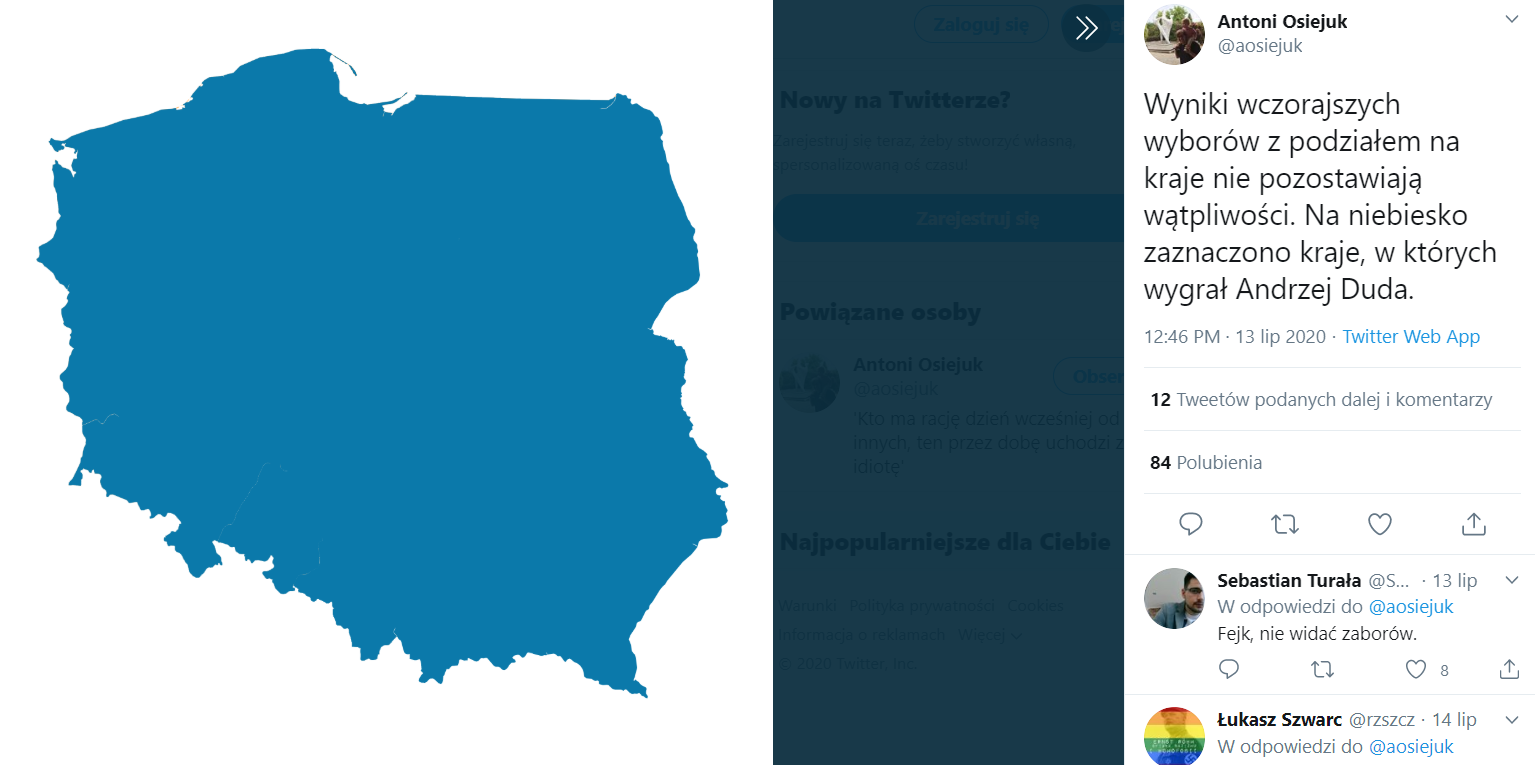 Zaloguj się
Nowy na Twitterze?
Zarejestruj się teraz, żeby stworzyć własną,
spersonalizowaną oś czasu!
Zarejestruj się
Powiązane osoby
Antoni Osiejuk
@aosiejuk
Obser
'Kto ma rację dzień wcześniej od
innych, ten przez dobę uchodzi z
idiotę'
Najpopularniejsze dla Ciebie
Warunki Polityka prywatności Cookies
Informacja o reklamach Więcej
© 2020 Twitter, Inc.
Antoni Osiejuk
@aosiejuk
Wyniki wczorajszych
wyborów z podziałem na
kraje nie pozostawiają
wątpliwości. Na niebiesko
zaznaczono kraje, w których
wygrał Andrzej Duda.
12:46 PM · 13 lip 2020 · Twitter Web App
12 Tweetów podanych dalej i komentarzy
84 Polubienia
Sebastian Turała @S... · 13 lip
W odpowiedzi do @aosiejuk
Fejk, nie widać zaborów.
8
Łukasz Szwarc @rzszcz · 14 lip
W odpowiedzi do @aosiejuk